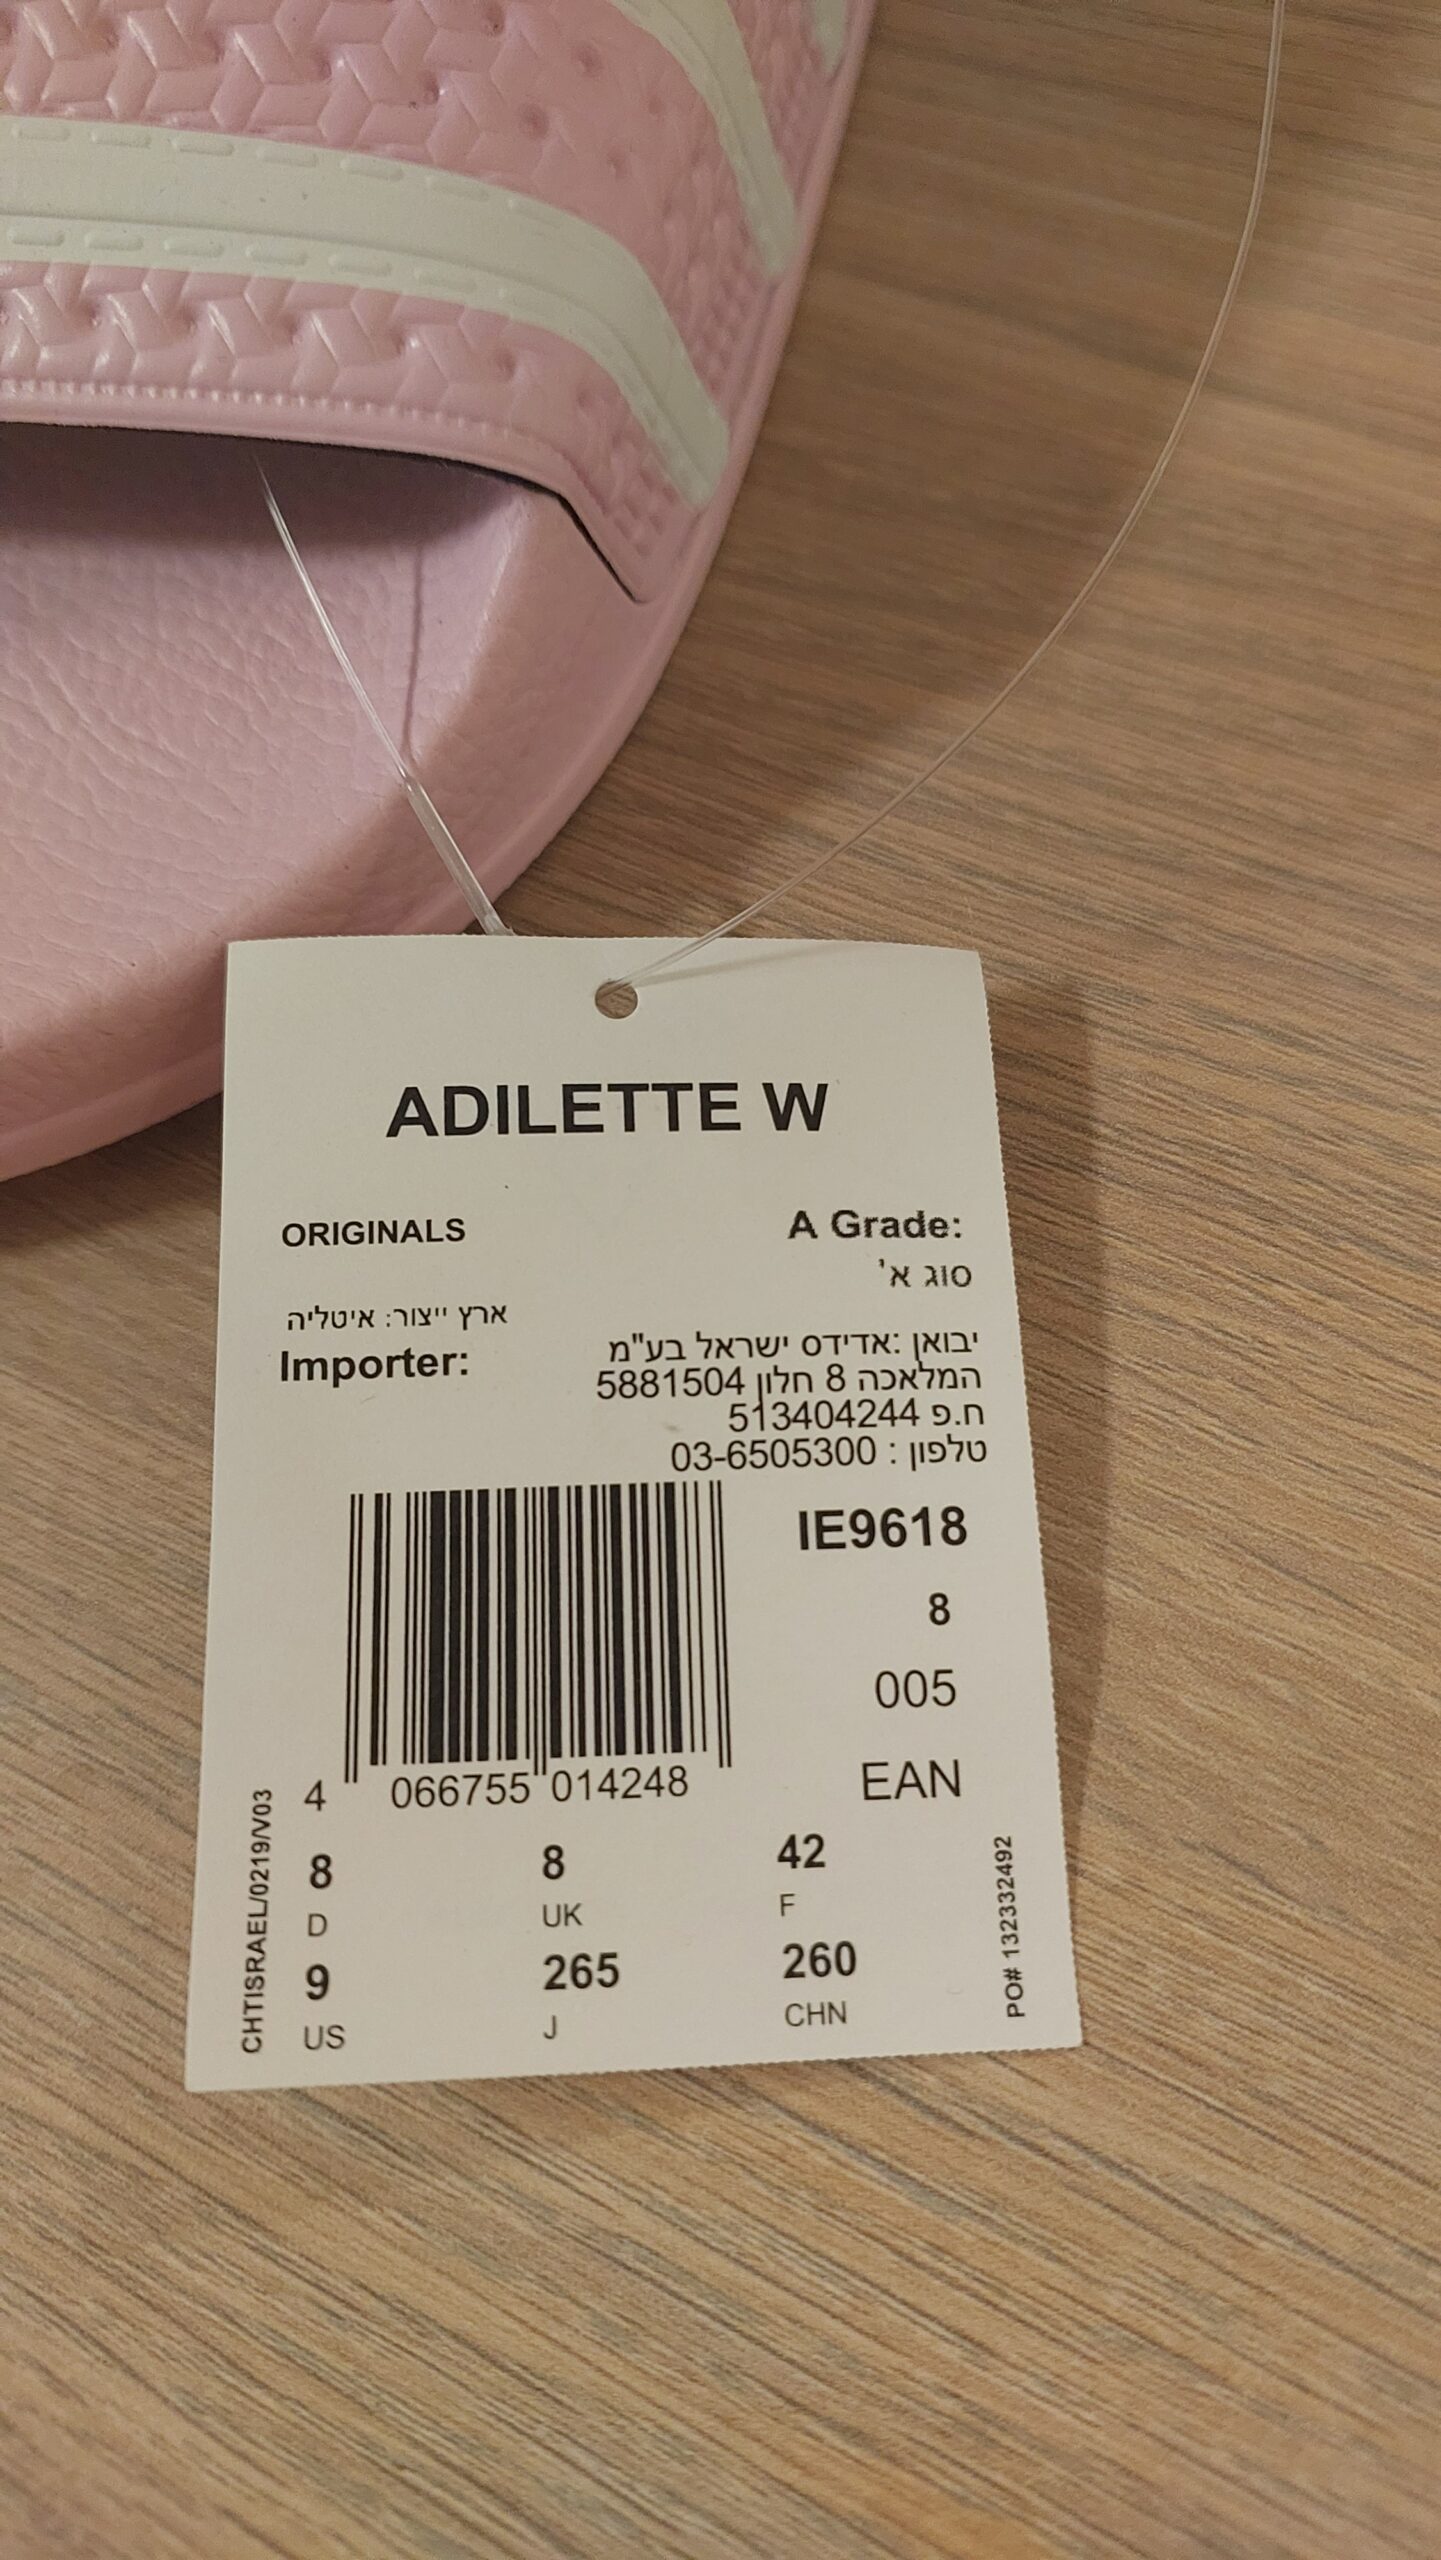 ADILETTE W
ORIGINALS
A Grade:
סוג א'
ארץ ייצור: איטליה
Importer:
יבואן :אדידס ישראל בע"מ
המלאכה 8 חלון 5881504
ח.פ 513404244
טלפון : 03-6505300
IE9618
8
005
EAN
4 066755 014248
8 8 42
D UK F
9 265 260
US J CHN
CHTISRAEL/0219/V03
PO# 132332492